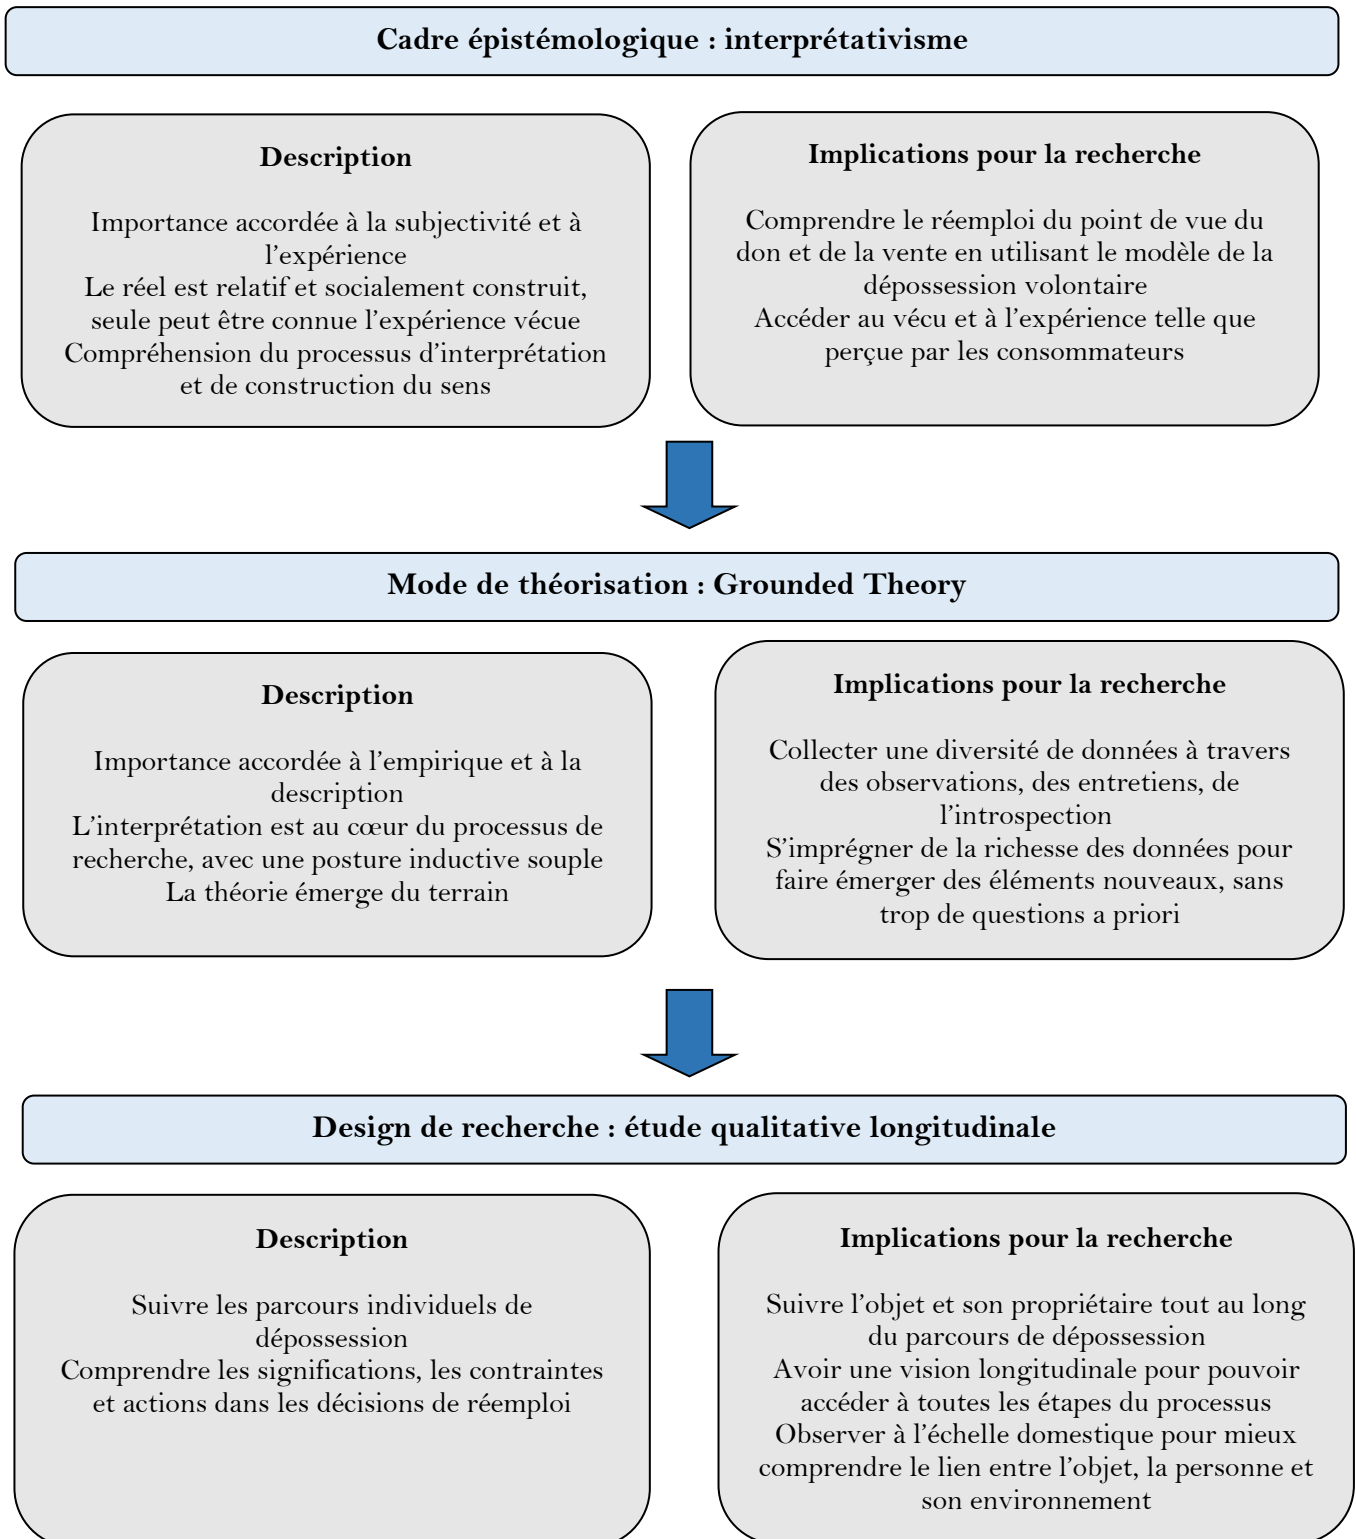 Cadre épistémologique : interprétativisme
Description
Importance accordée à la subjectivité et à
l’expérience
Le réel est relatif et socialement construit,
seule peut être connue l’expérience vécue
Compréhension du processus d’interprétation
et de construction du sens
Implications pour la recherche
Comprendre le réemploi du point de vue du
don et de la vente en utilisant le modèle de la
dépossession volontaire
Accéder au vécu et à l’expérience telle que
perçue par les consommateurs
Mode de théorisation : Grounded Theory
Description
Importance accordée à l’empirique et à la
description
L’interprétation est au cœur du processus de
recherche, avec une posture inductive souple
La théorie émerge du terrain
Implications pour la recherche
Collecter une diversité de données à travers
des observations, des entretiens, de
l’introspection
S’imprégner de la richesse des données pour
faire émerger des éléments nouveaux, sans
trop de questions a priori
Design de recherche : étude qualitative longitudinale
Description
Suivre les parcours individuels de
dépossession
Comprendre les significations, les contraintes
et actions dans les décisions de réemploi
Implications pour la recherche
Suivre l’objet et son propriétaire tout au long
du parcours de dépossession
Avoir une vision longitudinale pour pouvoir
accéder à toutes les étapes du processus
Observer à l’échelle domestique pour mieux
comprendre le lien entre l’objet, la personne et
son environnement